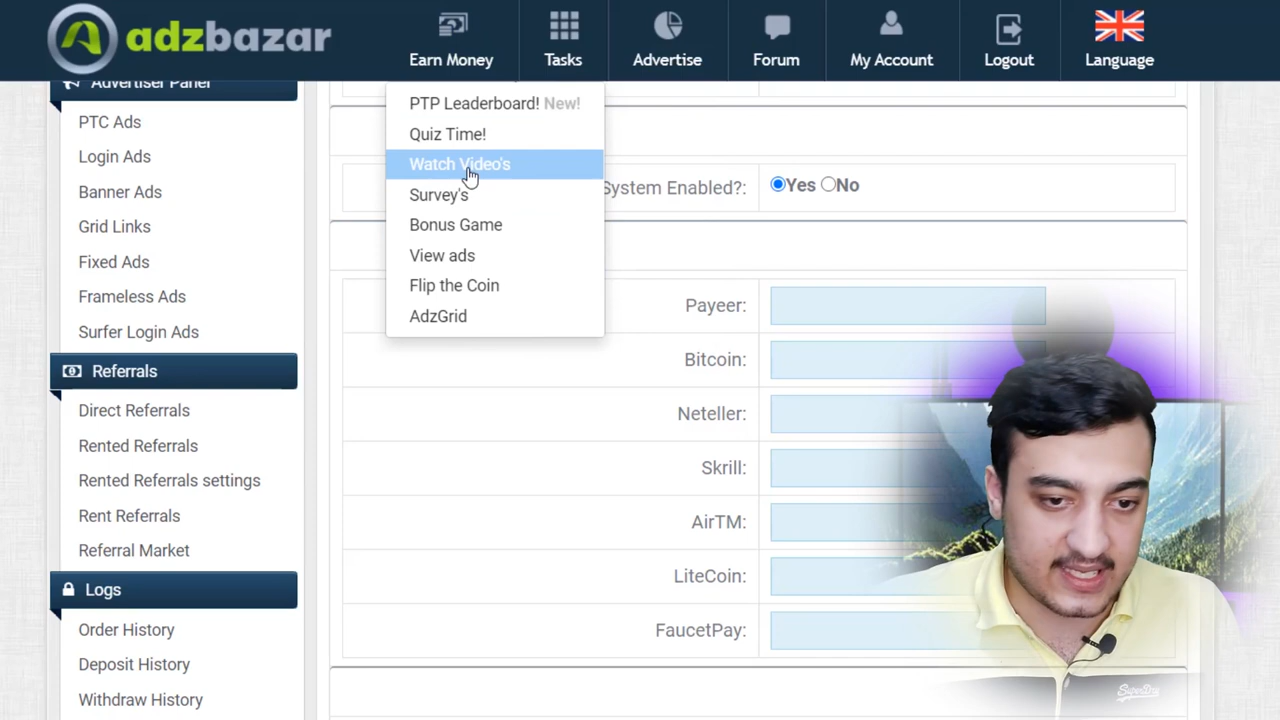 adzbazar
Earn Money
Tasks
Advertise
Forum
My Account
Logout
Language
Advertiser Panel
PTC Ads
Login Ads
Banner Ads
Grid Links
Fixed Ads
Frameless Ads
Surfer Login Ads
Referrals
Direct Referrals
Rented Referrals
Rented Referrals settings
Rent Referrals
Referral Market
Logs
Order History
Deposit History
Withdraw History
PTP Leaderboard! New!
Quiz Time!
Watch Video's
Survey's
Bonus Game
View ads
Flip the Coin
AdzGrid
System Enabled?: Yes No
Payeer:
Bitcoin:
Neteller:
Skrill:
AirTM:
LiteCoin:
FaucetPay: